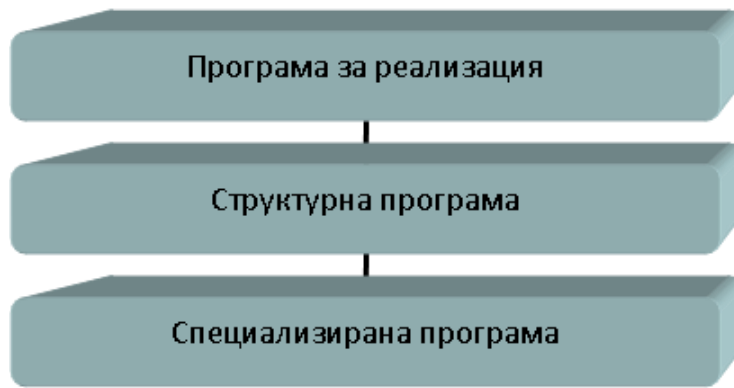 Програма за реализация
Структурна програма
Специализирана програма